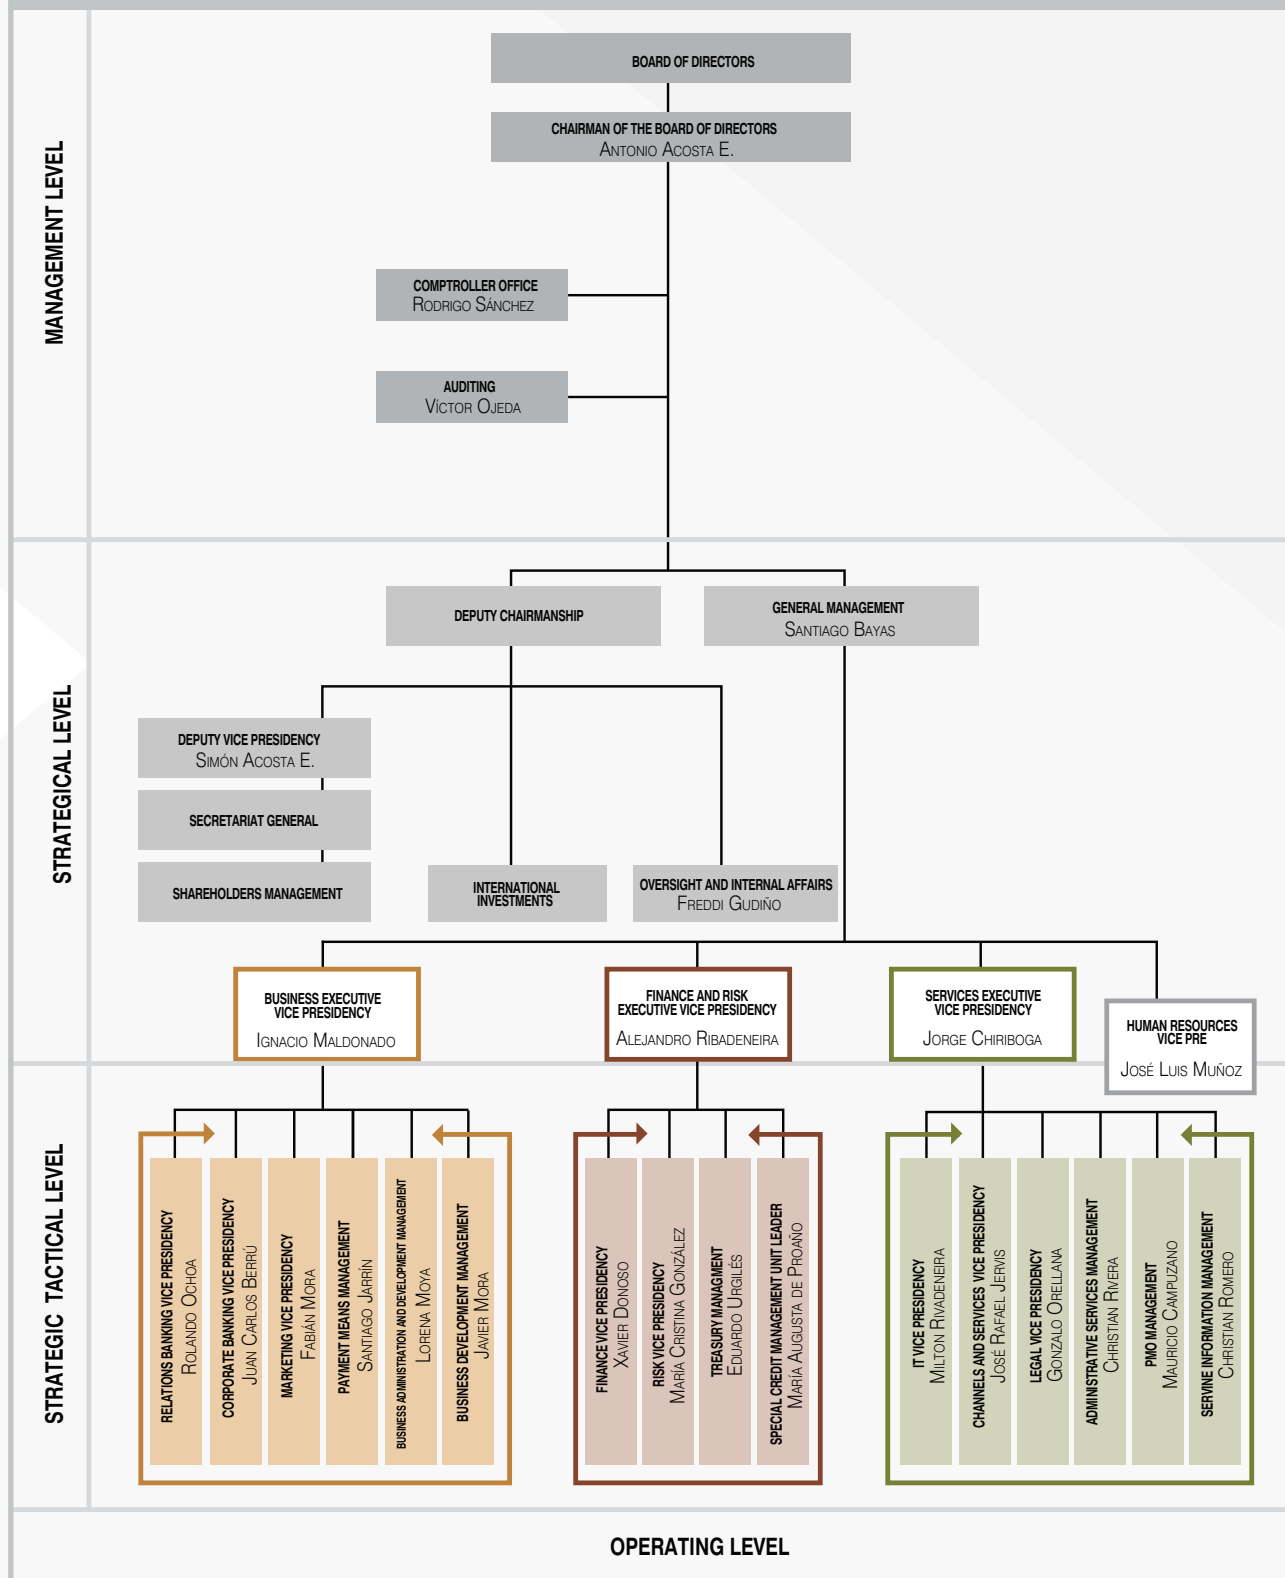 MANAGEMENT LEVEL
BOARD OF DIRECTORS
CHAIRMAN OF THE BOARD OF DIRECTORS
ANTONIO ACOSTA E.
COMPTROLLER OFFICE
RODRIGO SÁNCHEZ
AUDITING
VÍCTOR OJEDA
STRATEGICAL LEVEL
DEPUTY CHAIRMANSHIP
GENERAL MANAGEMENT
SANTIAGO BAYAS
DEPUTY VICE PRESIDENCY
SIMÓN ACOSTA E.
SECRETARIAT GENERAL
SHAREHOLDERS MANAGEMENT
INTERNATIONAL
INVESTMENTS
OVERSIGHT AND INTERNAL AFFAIRS
FREDDI GUDIÑO
BUSINESS EXECUTIVE
VICE PRESIDENCY
IGNACIO MALDONADO
FINANCE AND RISK
EXECUTIVE VICE PRESIDENCY
ALEJANDRO RIBADENEIRA
SERVICES EXECUTIVE
VICE PRESIDENCY
JORGE CHIRIBOGA
HUMAN RESOURCES
VICE PRE
JOSÉ LUIS MUÑOZ
STRATEGIC TACTICAL LEVEL
RELATIONS BANKING VICE PRESIDENCY
ROLANDO OCHOA
CORPORATE BANKING VICE PRESIDENCY
JUAN CARLOS BERRÚ
MARKETING VICE PRESIDENCY
FABIÁN MORA
PAYMENT MEANS MANAGEMENT
SANTIAGO JARRÍN
BUSINESS ADMINISTRATION AND DEVELOPMENT MANAGEMENT
LORENA MOYA
BUSINESS DEVELOPMENT MANAGEMENT
JAVIER MORA
FINANCE VICE PRESIDENCY
XAVIER DONOSO
RISK VICE PRESIDENCY
MARÍA CRISTINA GONZÁLEZ
TREASURY MANAGMENT
EDUARDO URGILÉS
SPECIAL CREDIT MANAGEMENT UNIT LEADER
MARÍA AUGUSTA DE PROAÑO
IT VICE PRESIDENCY
MILTON RIVADENEIRA
CHANNELS AND SERVICES VICE PRESIDENCY
JOSÉ RAFAEL JERVIS
LEGAL VICE PRESIDENCY
GONZALO ORELLANA
ADMINISTRATIVE SERVICES MANAGEMENT
CHRISTIAN RIVERA
PMO MANAGEMENT
MAURICIO CAMPUZANO
SERVINE INFORMATION MANAGEMENT
CHRISTIAN ROMERO
OPERATING LEVEL